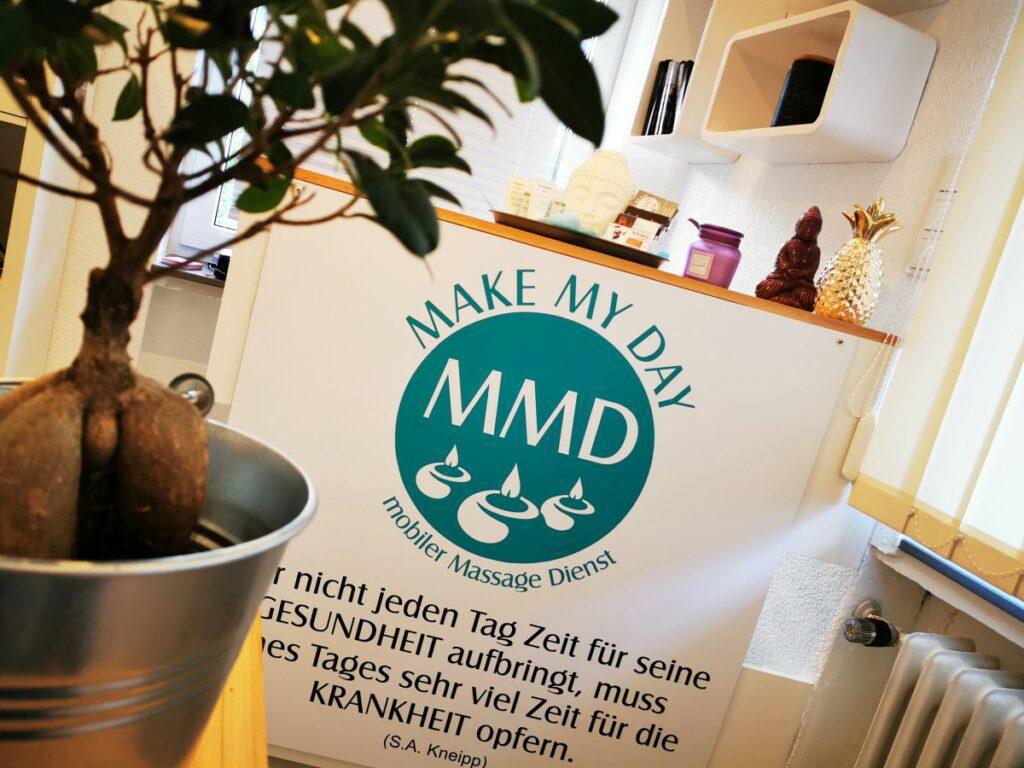 MAKE MY DAY
MMD
mobiler Massage Dienst
nicht jeden Tag Zeit für seine
GESUNDHEIT aufbringt, muss
Tages sehr viel Zeit für die
KRANKHEIT opfern.
(S.A. Kneipp)